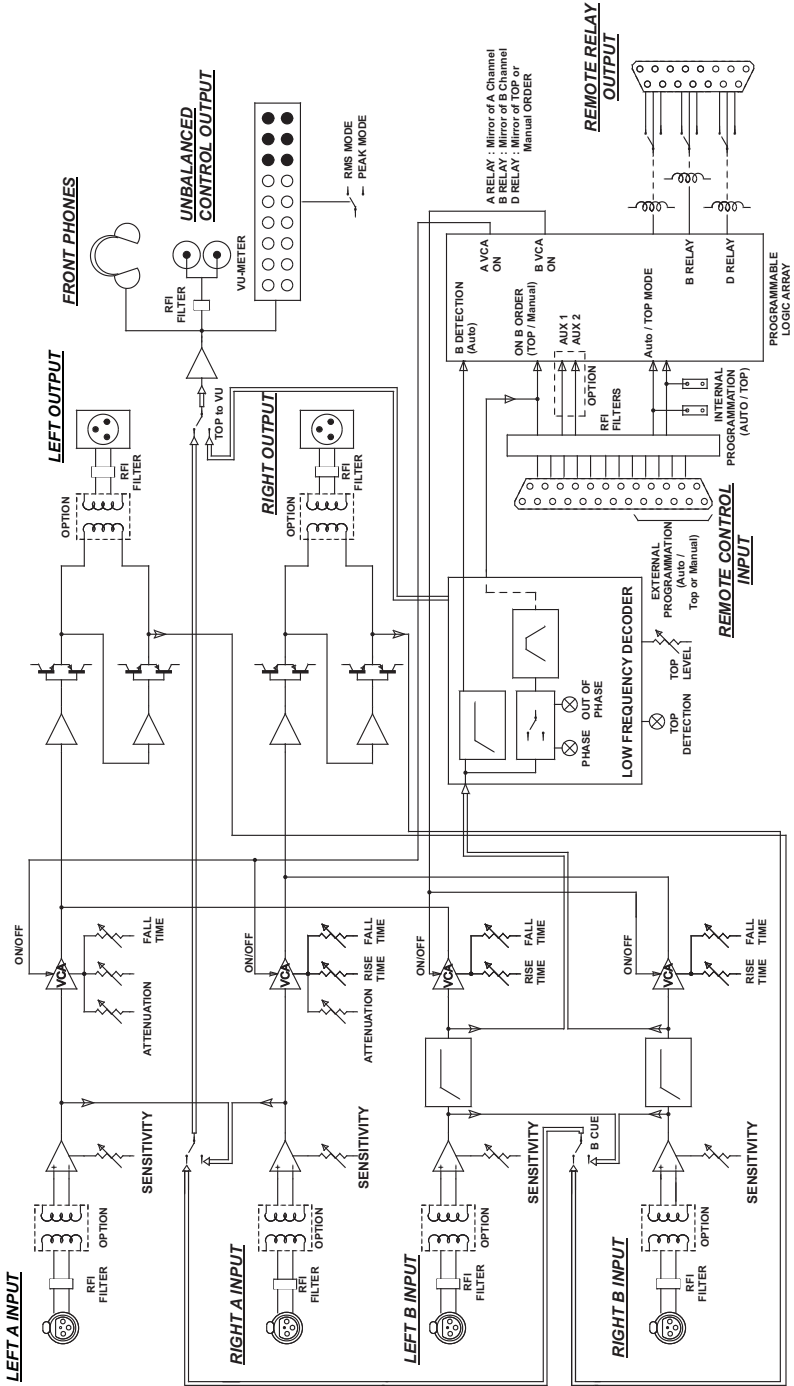 LEFT A INPUT
RFI
FILTER
OPTION
SENSITIVITY
ON/OFF
VCA
ATTENUATION
FALL
TIME
LEFT OUTPUT
OPTION
RFI
FILTER
FRONT PHONES
UNBALANCED
CONTROL OUTPUT
RFI
FILTER
VU-METER
RMS MODE
PEAK MODE
TOP to VU
RIGHT A INPUT
RFI
FILTER
OPTION
SENSITIVITY
ON/OFF
VCA
ATTENUATION
RISE
TIME
FALL
TIME
RIGHT OUTPUT
OPTION
RFI
FILTER
LEFT B INPUT
RFI
FILTER
OPTION
SENSITIVITY
B CUE
ON/OFF
VCA
RISE
TIME
FALL
TIME
RIGHT B INPUT
RFI
FILTER
OPTION
SENSITIVITY
ON/OFF
VCA
RISE
TIME
FALL
TIME
PHASE
OUT OF
PHASE
LOW FREQUENCY DECODER
TOP
DETECTION
TOP
LEVEL
REMOTE CONTROL
INPUT
EXTERNAL
PROGRAMMATION
(Auto /
Top or Manual)
RFI
FILTERS
INTERNAL
PROGRAMMATION
(AUTO / TOP)
OPTION
B DETECTION
(Auto)
ON B ORDER
(TOP / Manual)
AUX 1
AUX 2
Auto / TOP MODE
A VCA
ON
B VCA
ON
B RELAY
D RELAY
PROGRAMMABLE
LOGIC ARRAY
A RELAY : Mirror of A Channel
B RELAY : Mirror of B Channel
D RELAY : Mirror of TOP or
Manual ORDER
REMOTE RELAY
OUTPUT